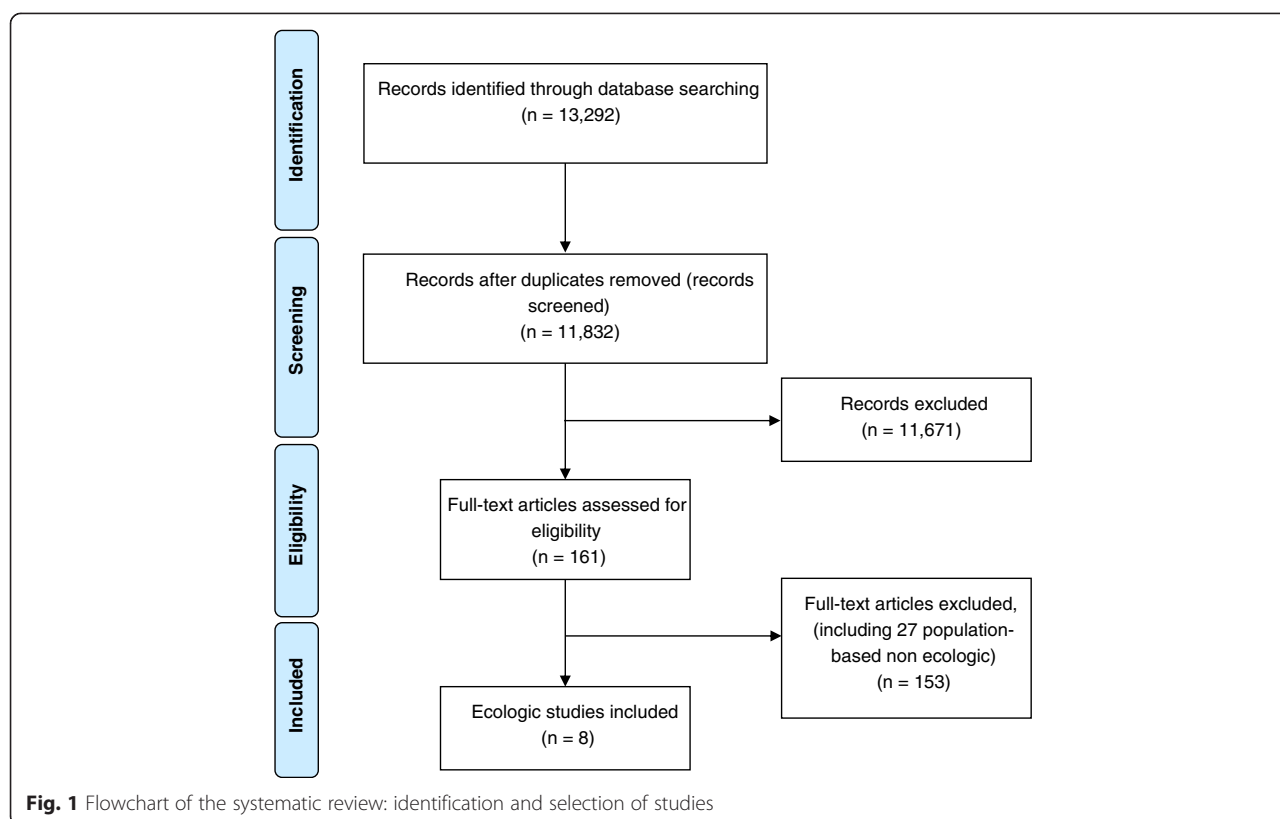 Identification
Records identified through database searching
(n = 13,292)
Screening
Records after duplicates removed (records
screened)
(n = 11,832)
Records excluded
(n = 11,671)
Eligibility
Full-text articles assessed for
eligibility
(n = 161)
Full-text articles excluded,
(including 27 population-
based non ecologic)
(n = 153)
Included
Ecologic studies included
(n = 8)
Fig. 1 Flowchart of the systematic review: identification and selection of studies